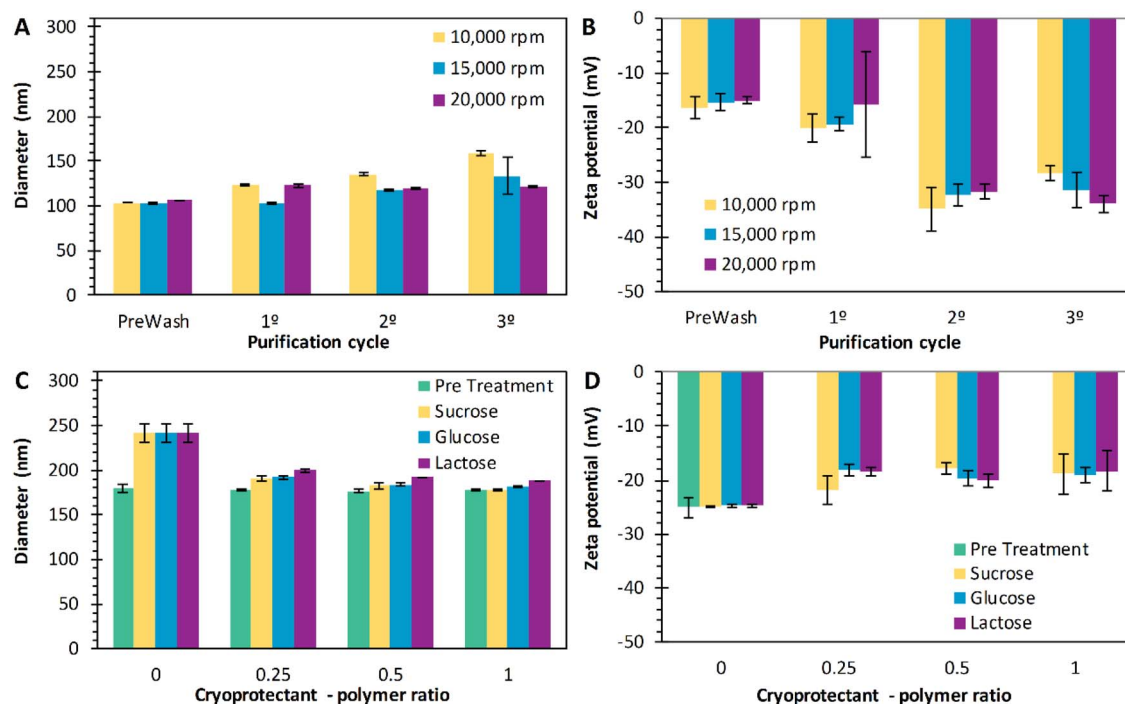 A
Diameter (nm)
300
250
200
150
100
50
0
10,000 rpm
15,000 rpm
20,000 rpm
PreWash 1º 2º 3º
Purification cycle
B
Zeta potential (mV)
0
-10
-20
-30
-40
-50
10,000 rpm
15,000 rpm
20,000 rpm
PreWash 1º 2º 3º
Purification cycle
C
Diameter (nm)
300
250
200
150
100
50
0
Pre Treatment
Sucrose
Glucose
Lactose
0 0.25 0.5 1
Cryoprotectant - polymer ratio
D
Zeta potential (mV)
0
-10
-20
-30
-40
-50
Pre Treatment
Sucrose
Glucose
Lactose
0 0.25 0.5 1
Cryoprotectant - polymer ratio